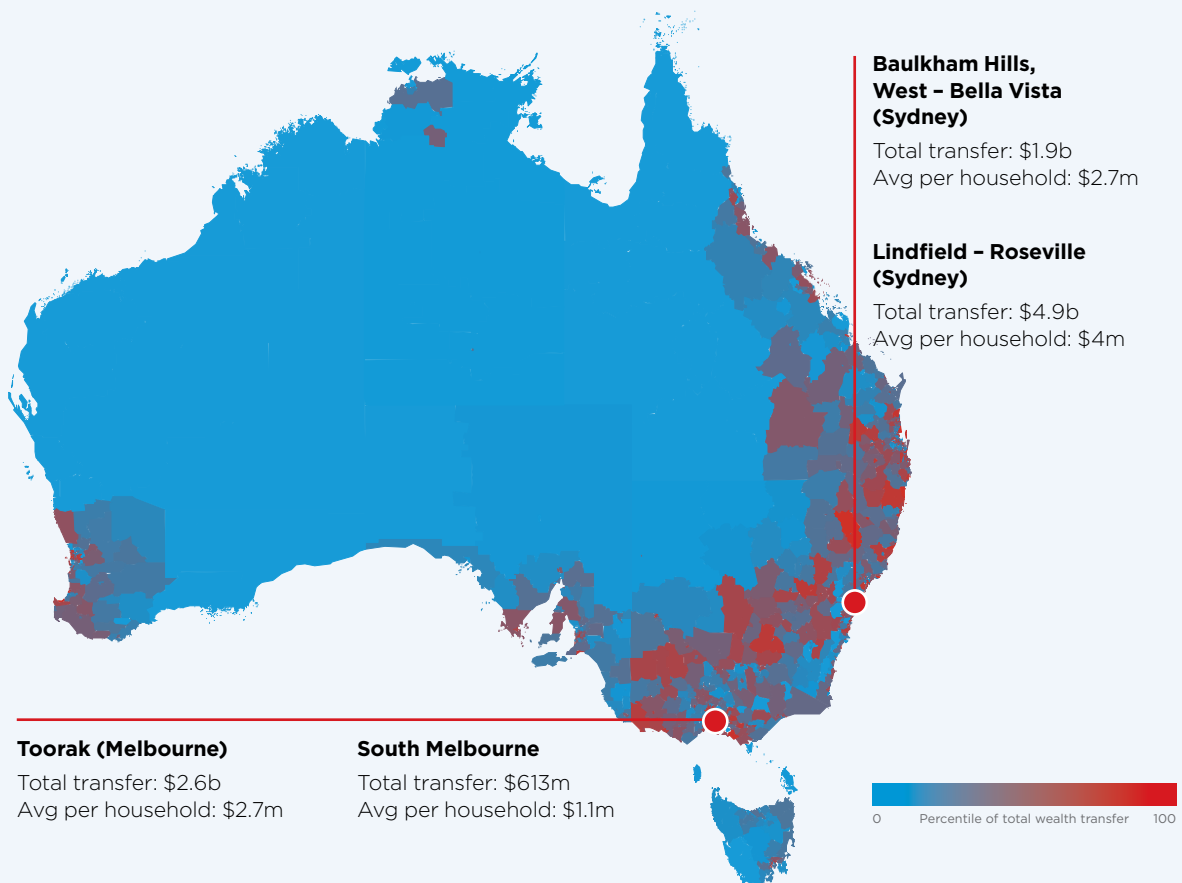 Baulkham Hills,
West – Bella Vista
(Sydney)
Total transfer: $1.9b
Avg per household: $2.7m
Lindfield – Roseville
(Sydney)
Total transfer: $4.9b
Avg per household: $4m
Toorak (Melbourne)
Total transfer: $2.6b
Avg per household: $2.7m
South Melbourne
Total transfer: $613m
Avg per household: $1.1m
0 Percentile of total wealth transfer 100